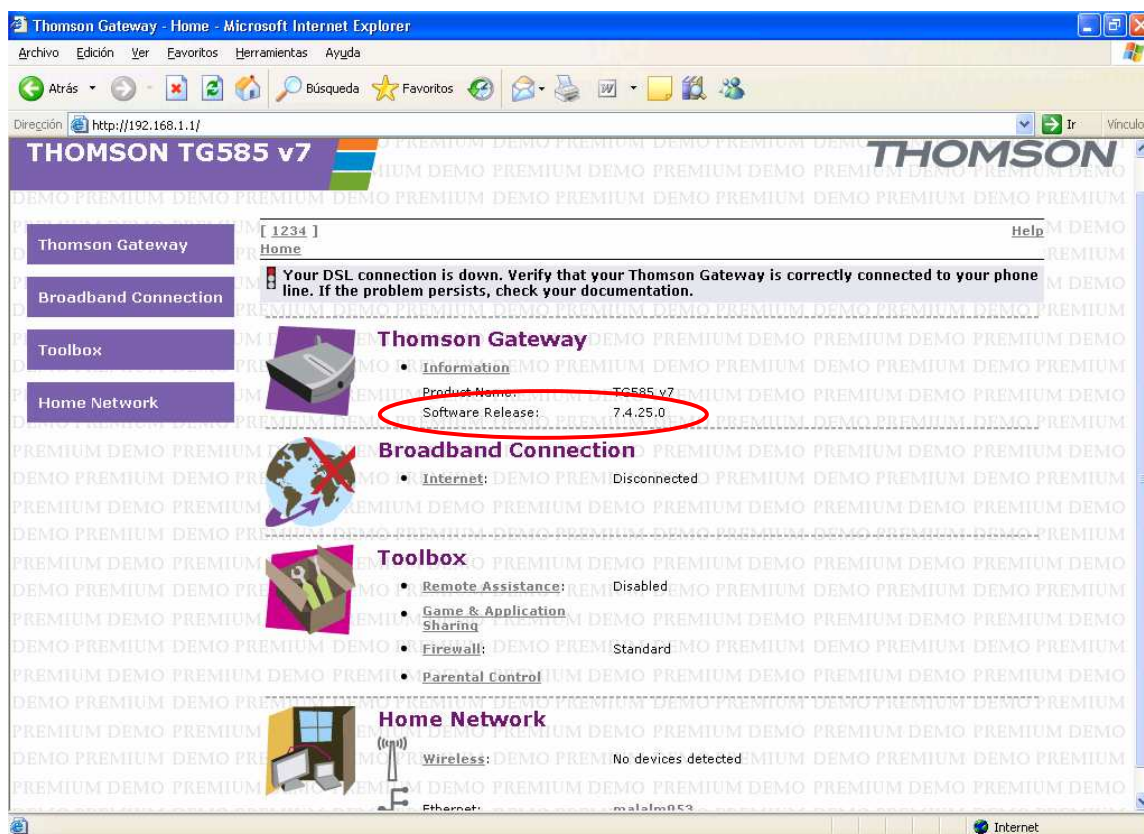 Thomson Gateway - Home - Microsoft Internet Explorer
Archivo Edición Ver Favoritos Herramientas Ayuda
Atrás Búsqueda Favoritos
Dirección http://192.168.1.1/ Ir Vínculo
THOMSON TG585 v7 THOMSON
[ 1234 ] Help
Home
Your DSL connection is down. Verify that your Thomson Gateway is correctly connected to your phone
line. If the problem persists, check your documentation.
Thomson Gateway
Broadband Connection
Toolbox
Home Network
Thomson Gateway
Information
Product Name: TG585 v7
Software Release: 7.4.25.0
Broadband Connection
Internet: Disconnected
Toolbox
Remote Assistance: Disabled
Game & Application
Sharing
Firewall: Standard
Parental Control
Home Network
Wireless: No devices detected
Ethernet: malalm053
Internet